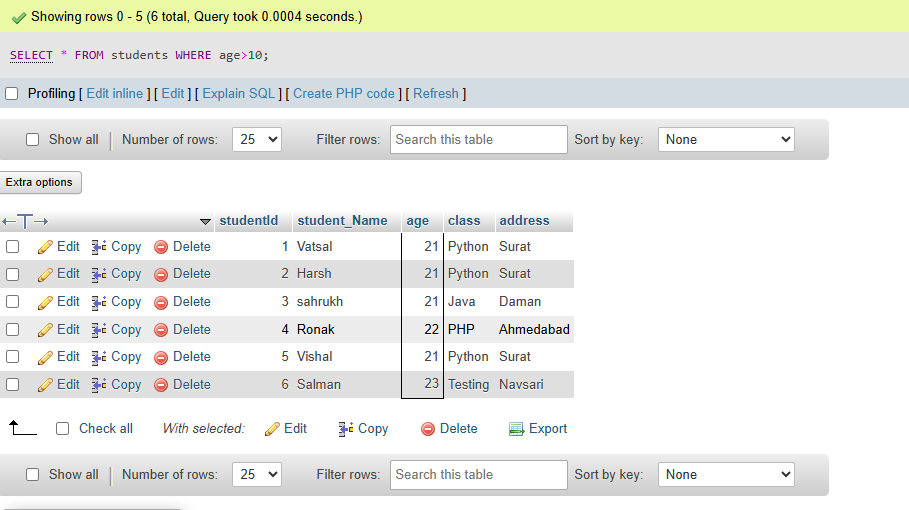 Showing rows 0 - 5 (6 total, Query took 0.0004 seconds.)
SELECT * FROM students WHERE age>10;
Profiling [ Edit inline ] [ Edit ] [ Explain SQL ] [ Create PHP code ] [ Refresh ]
Show all Number of rows: 25 Filter rows: Search this table Sort by key: None
Extra options
studentId student_Name age class address
Edit Copy Delete 1 Vatsal 21 Python Surat
Edit Copy Delete 2 Harsh 21 Python Surat
Edit Copy Delete 3 sahrukh 21 Java Daman
Edit Copy Delete 4 Ronak 22 PHP Ahmedabad
Edit Copy Delete 5 Vishal 21 Python Surat
Edit Copy Delete 6 Salman 23 Testing Navsari
Check all With selected: Edit Copy Delete Export
Show all Number of rows: 25 Filter rows: Search this table Sort by key: None